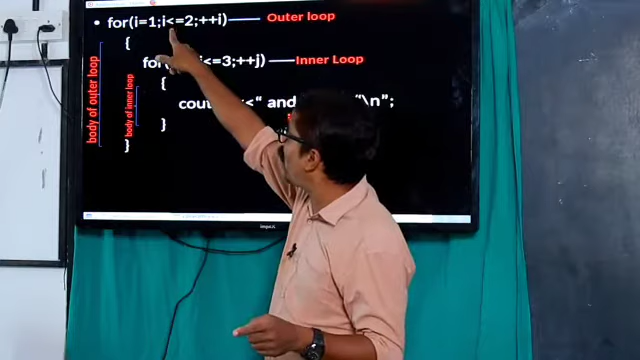 • for(i=1;i<=2;++i) Outer loop
{
for( <=3;++j) Inner Loop
{
cout <<" and "\n";
}
}
body of outer loop
body of inner loop
impex